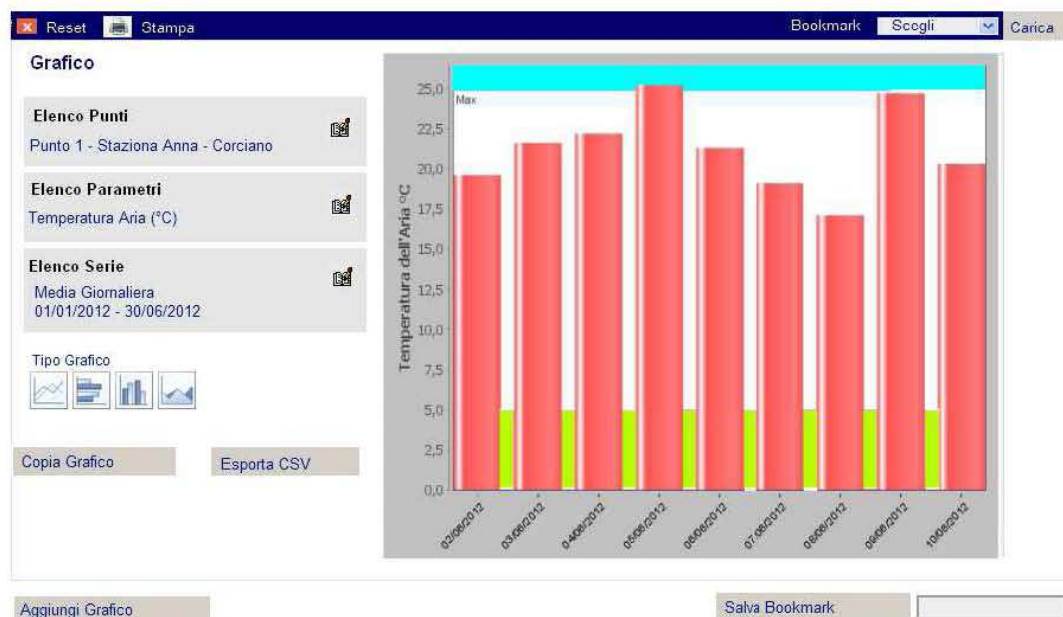 Reset Stampa Bookmark Scegli Carica
Grafico
Elenco Punti
Punto 1 - Staziona Anna - Corciano
Elenco Parametri
Temperatura Aria (°C)
Elenco Serie
Media Giornaliera
01/01/2012 - 30/06/2012
Tipo Grafico
Copia Grafico Esporta CSV
Temperatura dell'Aria °C
25,0
22,5
20,0
17,5
15,0
12,5
10,0
7,5
5,0
2,5
0,0
Max
02/06/2012 03/06/2012 04/06/2012 05/06/2012 06/06/2012 07/06/2012 08/06/2012 09/06/2012 10/06/2012
Aggiungi Grafico Salva Bookmark